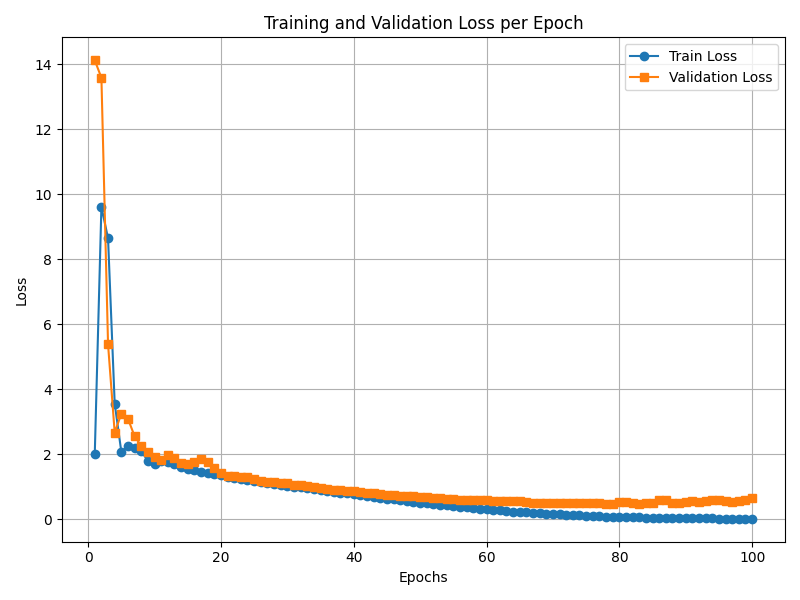 Training and Validation Loss per Epoch
Train Loss
Validation Loss
Loss
14
12
10
8
6
4
2
0
0 20 40 60 80 100
Epochs